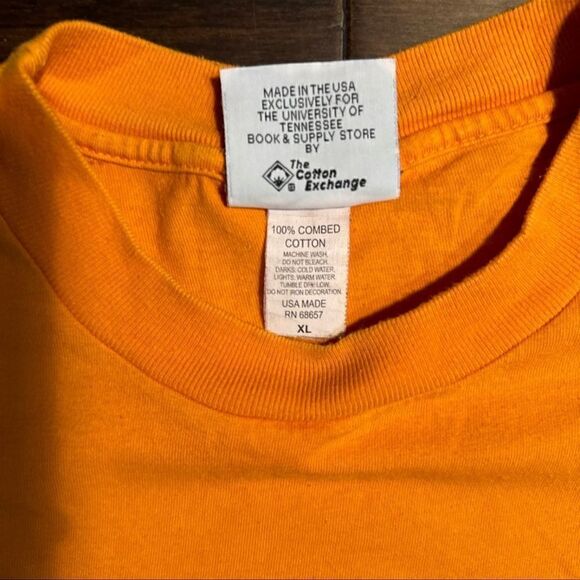 MADE IN THE USA
EXCLUSIVELY FOR
THE UNIVERSITY OF
TENNESSEE
BOOK & SUPPLY STORE
BY
The
Cotton
Exchange
100% COMBED
COTTON
MACHINE WASH,
DO NOT BLEACH.
DARKS: COLD WATER,
LIGHTS: WARM WATER.
TUMBLE DRY LOW,
DO NOT IRON DECORATION.
USA MADE
RN 68657
XL